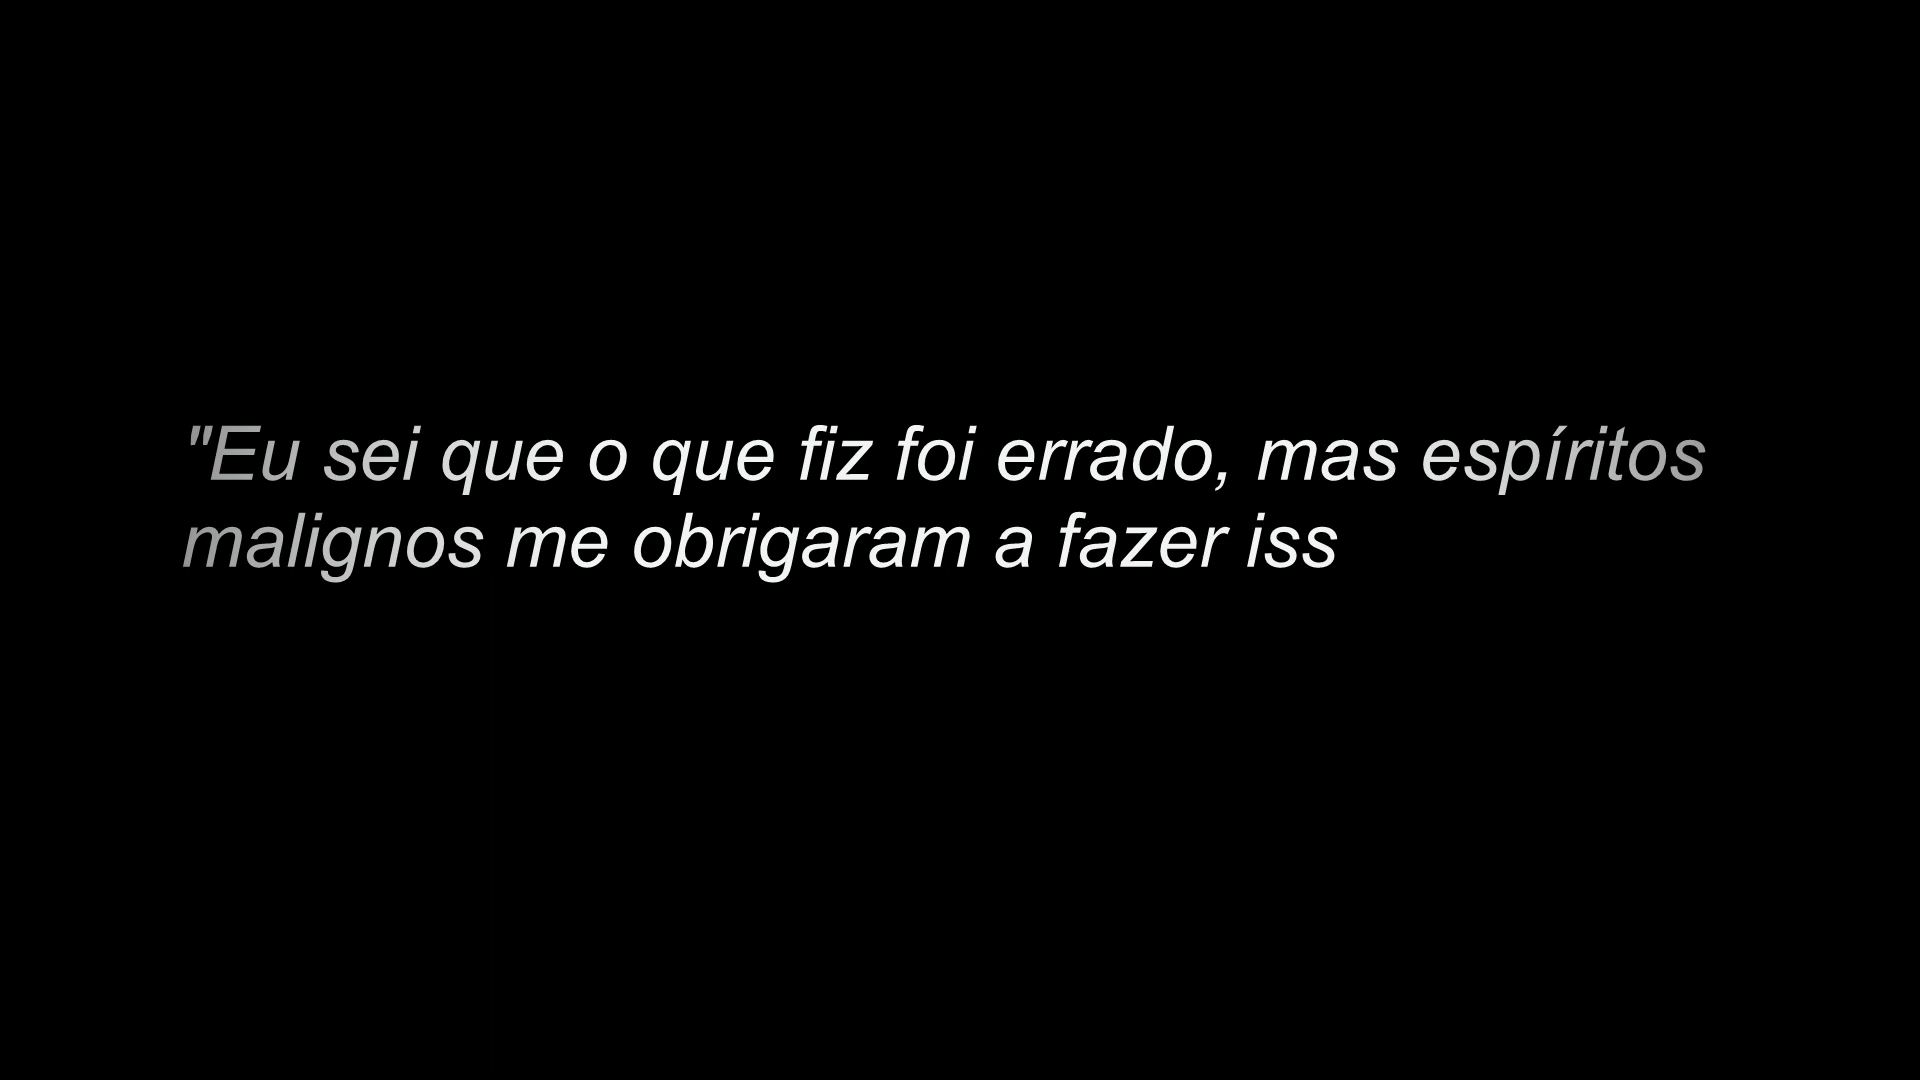 "Eu sei que o que fiz foi errado, mas espíritos
malignos me obrigaram a fazer iss